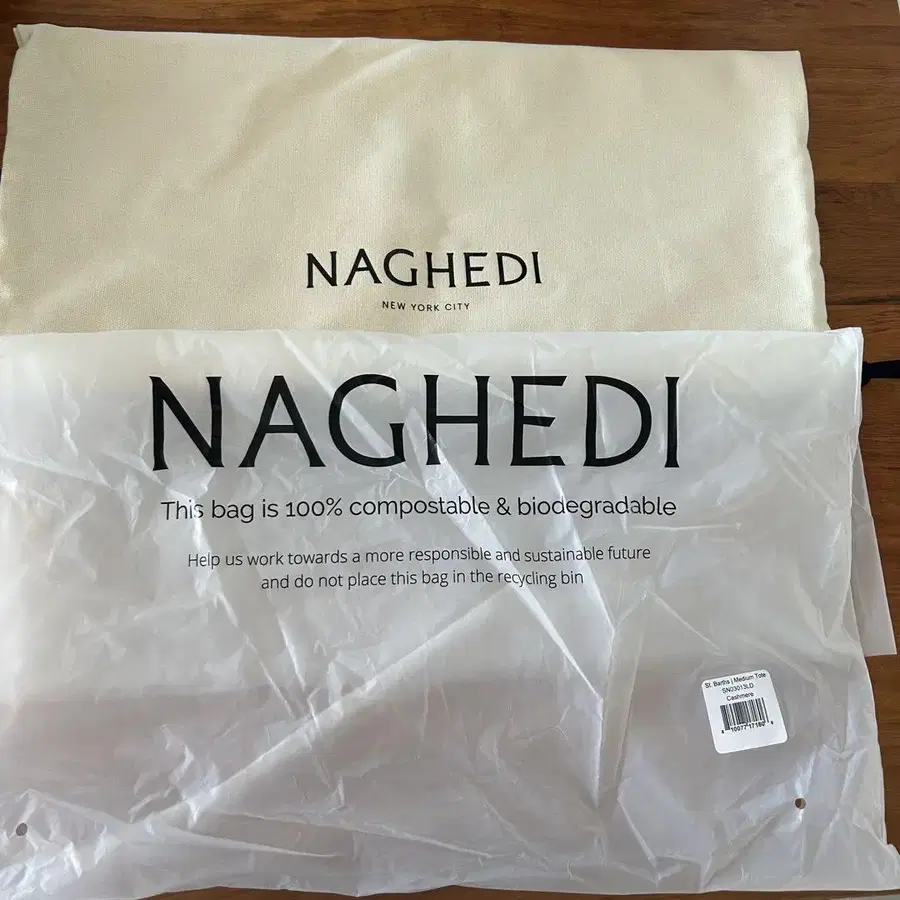 NAGHEDI
NEW YORK CITY
NAGHEDI
This bag is 100% compostable & biodegradable
Help us work towards a more responsible and sustainable future
and do not place this bag in the recycling bin
St. Barths | Medium Tote
SN03013LD
Cashmere